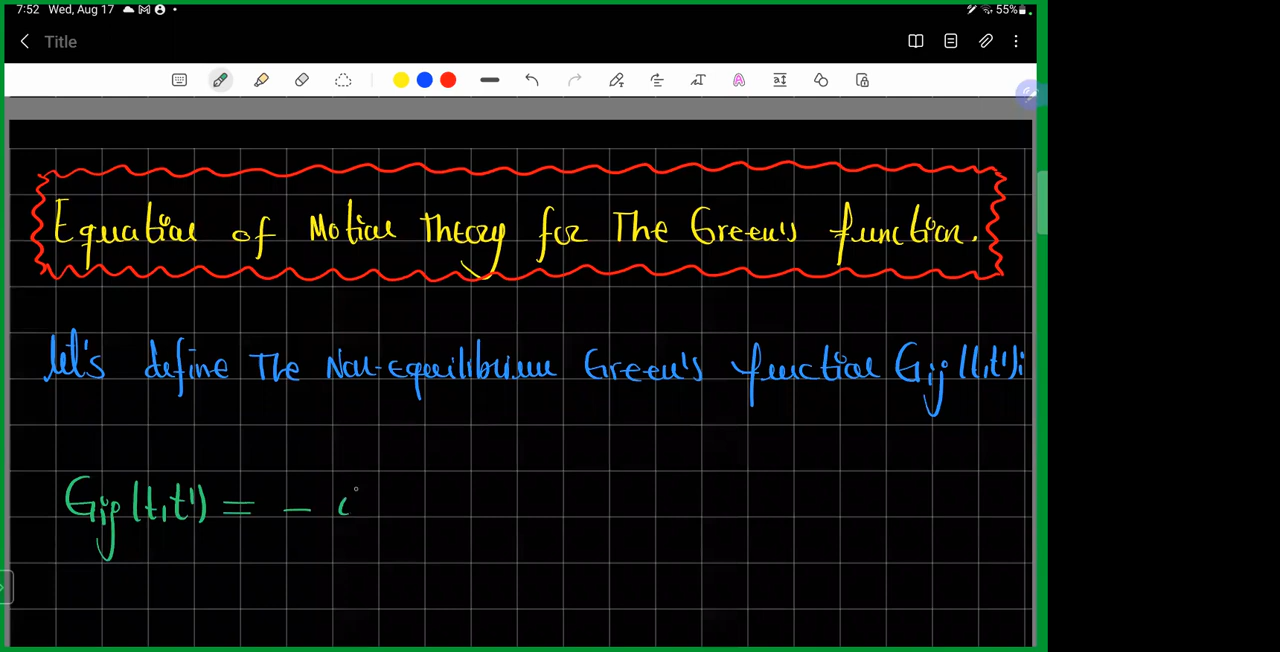 7:52 Wed, Aug 17
55%
Title
Equation of Motion Theory for The Green's function.
Let's define The Non-Equilibrium Green's function Gij(t,t'):
Gij(t,t') = - i